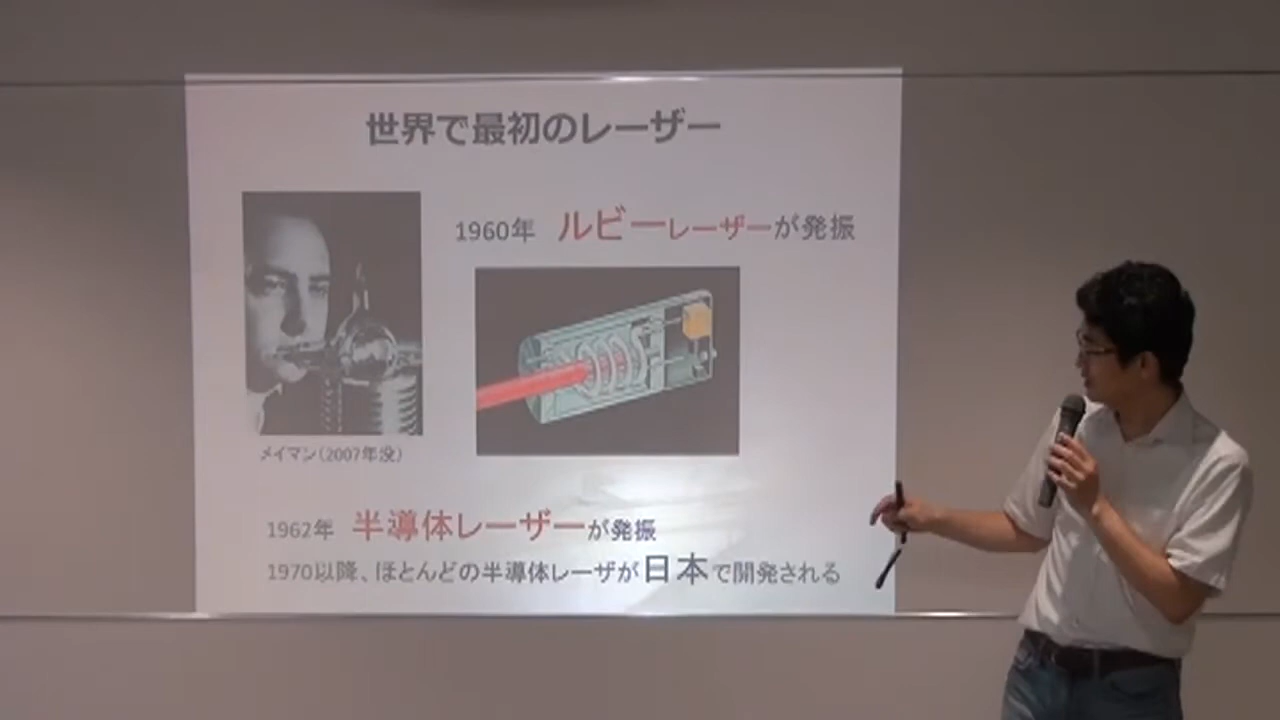 世界で最初のレーザー
1960年 ルビーレーザーが発振
メイマン(2007年没)
1962年 半導体レーザーが発振
1970以降、ほとんどの半導体レーザが日本で開発される